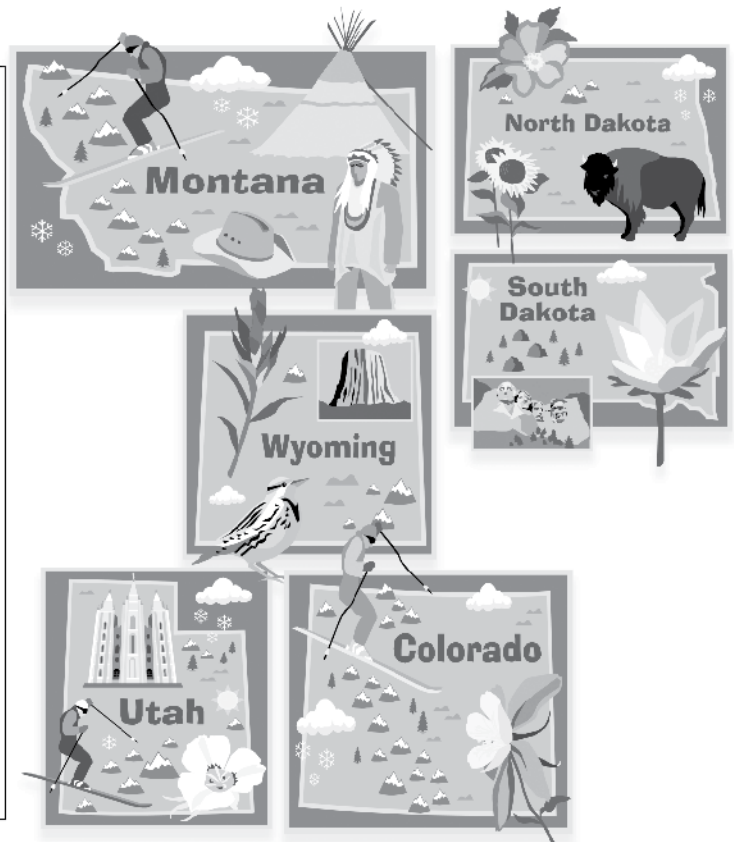 Montana
North Dakota
South
Dakota
Wyoming
Utah
Colorado